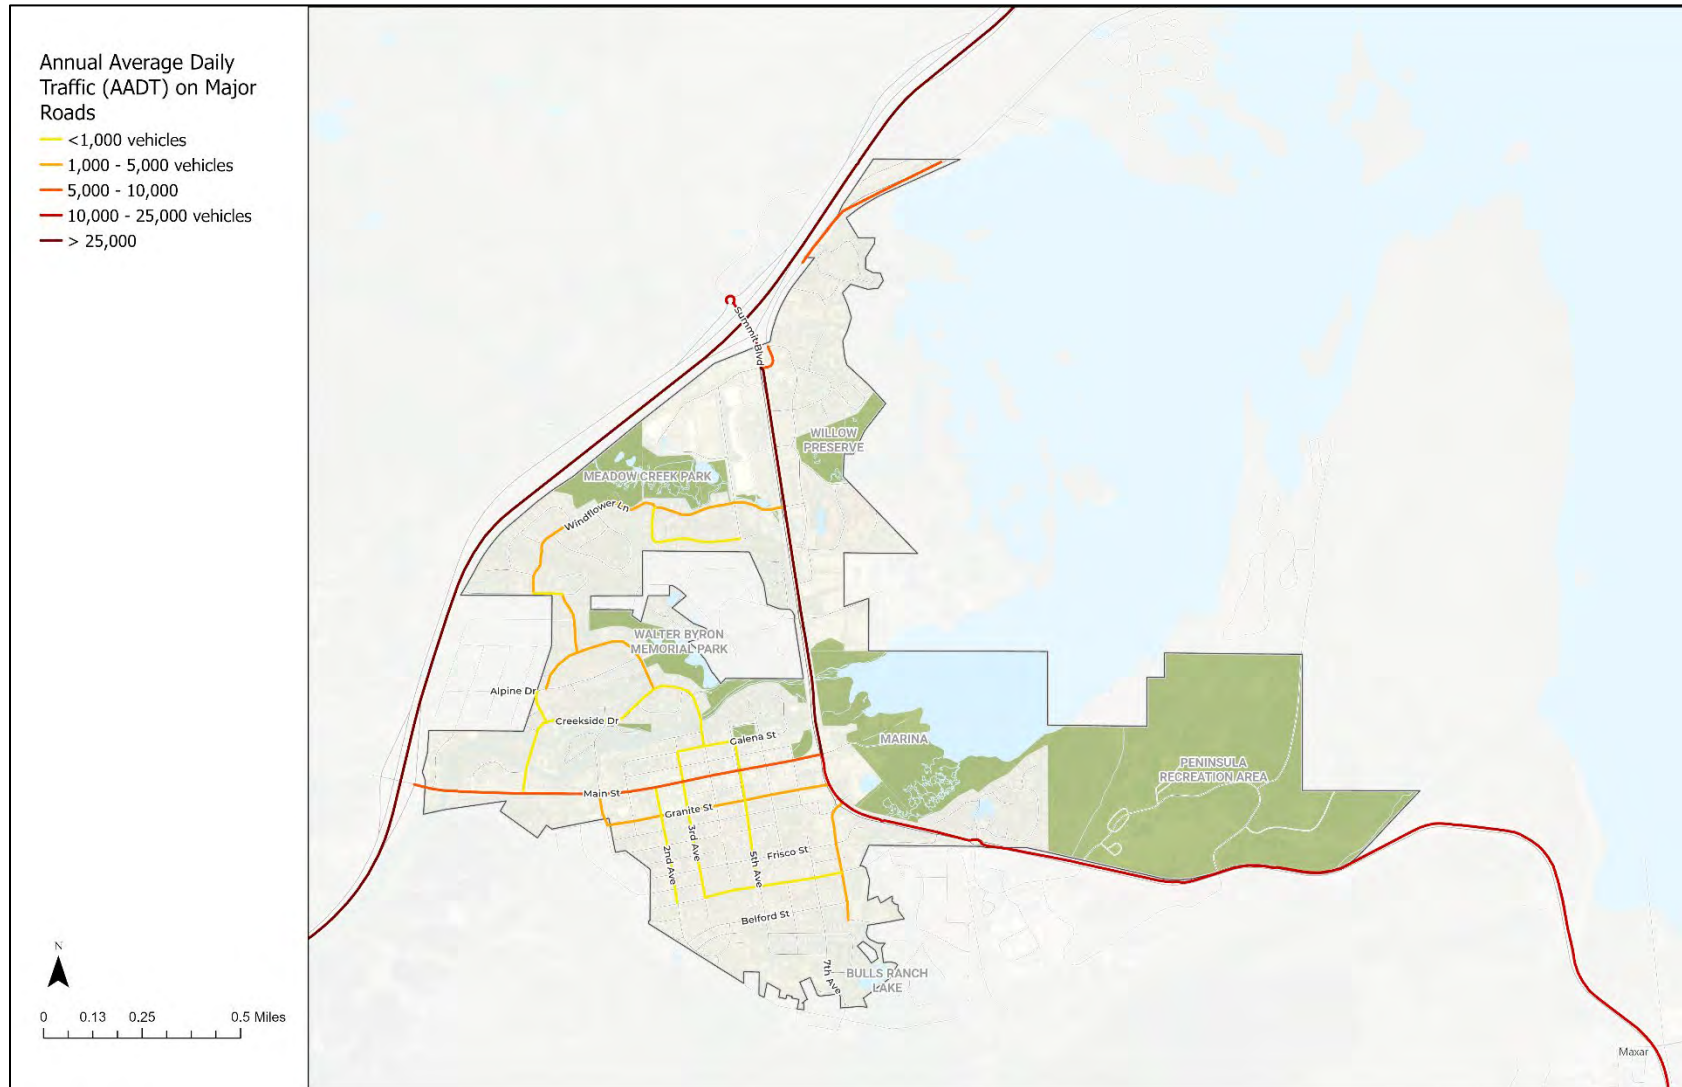 Annual Average Daily
Traffic (AADT) on Major
Roads
<1,000 vehicles
1,000 - 5,000 vehicles
5,000 - 10,000
10,000 - 25,000 vehicles
> 25,000
Summit Blvd
WILLOW
PRESERVE
MEADOW CREEK PARK
Windflower Ln
WALTER BYRON
MEMORIAL PARK
Alpine Dr
Creekside Dr
Galena St
MARINA
PENINSULA
RECREATION AREA
Main St
Granite St
3rd Ave
2nd Ave
5th Ave
Frisco St
Belford St
7th Ave
BULLS RANCH
LAKE
N
0 0.13 0.25 0.5 Miles
Maxar